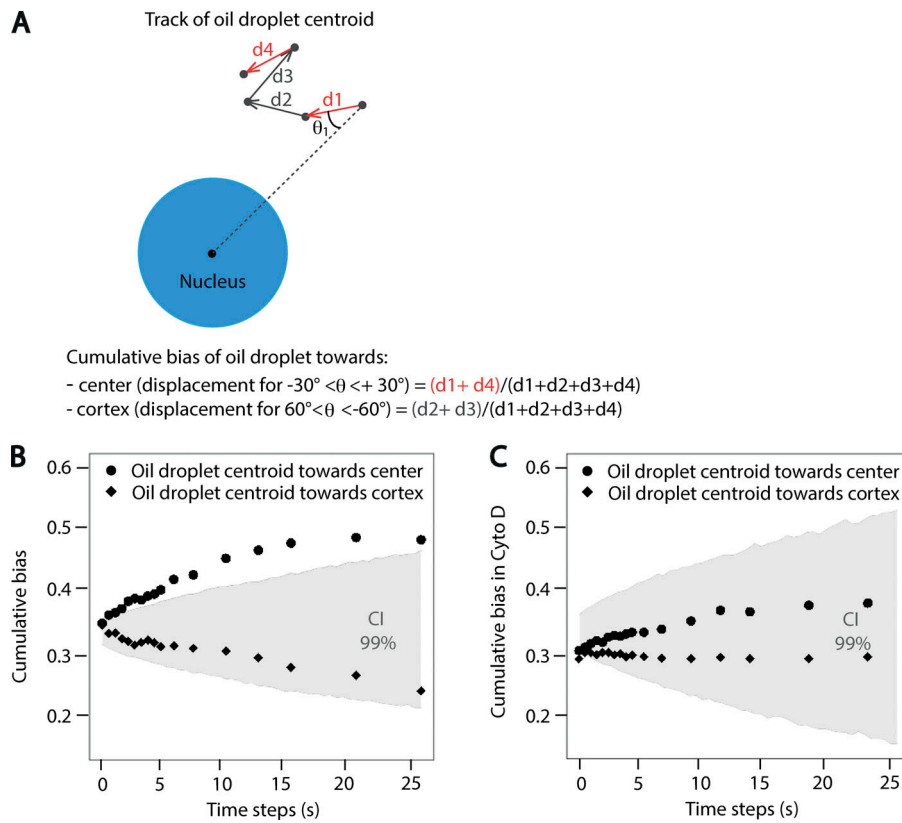 A
Track of oil droplet centroid
d4
d3
d2
d1
θ1
Nucleus
Cumulative bias of oil droplet towards:
- center (displacement for -30° <θ <+ 30°) = (d1+ d4)/(d1+d2+d3+d4)
- cortex (displacement for 60°<θ <-60°) = (d2+ d3)/(d1+d2+d3+d4)
B
Oil droplet centroid towards center
Oil droplet centroid towards cortex
Cumulative bias
0.6
0.5
0.4
0.3
0.2
CI
99%
0 5 10 15 20 25
Time steps (s)
C
Oil droplet centroid towards center
Oil droplet centroid towards cortex
Cumulative bias in Cyto D
0.6
0.5
0.4
0.3
0.2
CI
99%
0 5 10 15 20 25
Time steps (s)